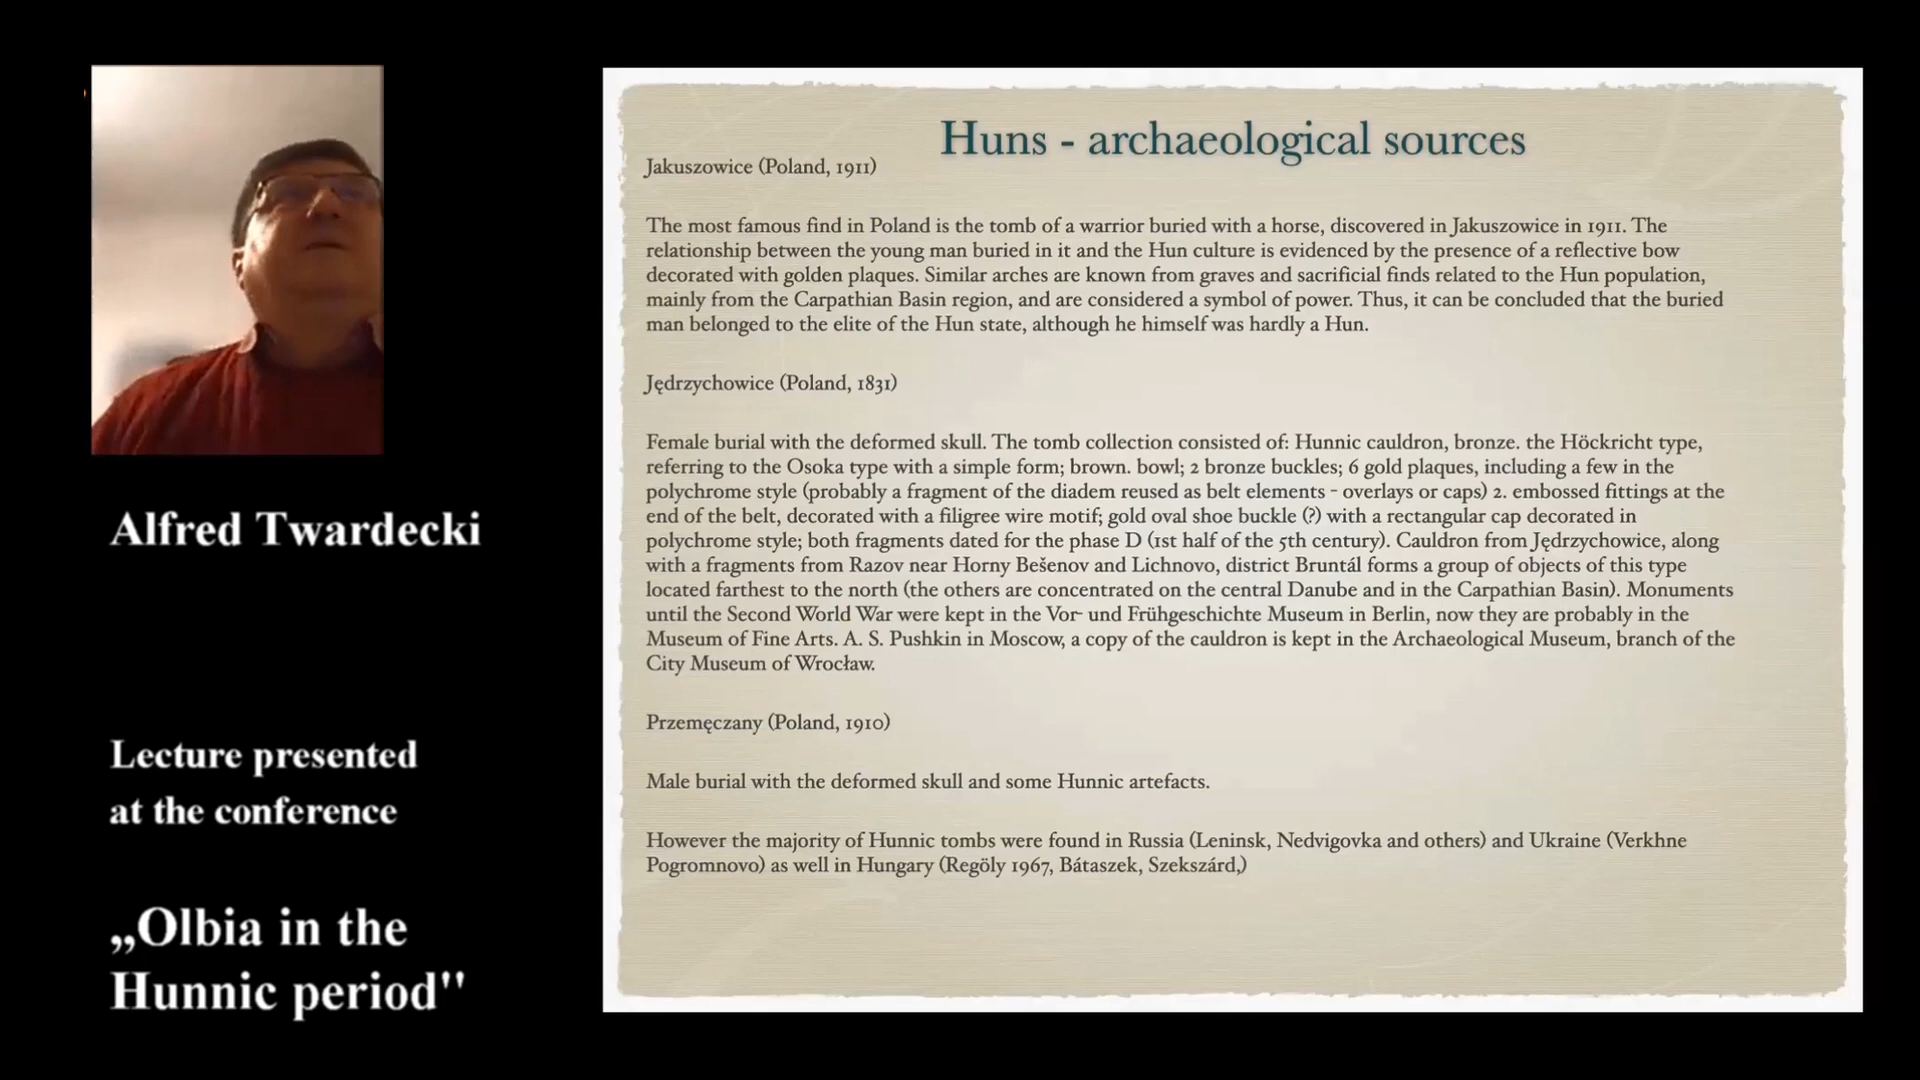 Huns - archaeological sources
Jakuszowice (Poland, 1911)
The most famous find in Poland is the tomb of a warrior buried with a horse, discovered in Jakuszowice in 1911. The
relationship between the young man buried in it and the Hun culture is evidenced by the presence of a reflective bow
decorated with golden plaques. Similar arches are known from graves and sacrificial finds related to the Hun population,
mainly from the Carpathian Basin region, and are considered a symbol of power. Thus, it can be concluded that the buried
man belonged to the elite of the Hun state, although he himself was hardly a Hun.
Jędrzychowice (Poland, 1831)
Female burial with the deformed skull. The tomb collection consisted of: Hunnic cauldron, bronze. the Höckricht type,
referring to the Osoka type with a simple form; brown. bowl; 2 bronze buckles; 6 gold plaques, including a few in the
polychrome style (probably a fragment of the diadem reused as belt elements - overlays or caps) 2. embossed fittings at the
end of the belt, decorated with a filigree wire motif; gold oval shoe buckle (?) with a rectangular cap decorated in
polychrome style; both fragments dated for the phase D (1st half of the 5th century). Cauldron from Jędrzychowice, along
with a fragments from Razov near Horny Bešenov and Lichnovo, district Bruntál forms a group of objects of this type
located farthest to the north (the others are concentrated on the central Danube and in the Carpathian Basin). Monuments
until the Second World War were kept in the Vor- und Frühgeschichte Museum in Berlin, now they are probably in the
Museum of Fine Arts. A. S. Pushkin in Moscow, a copy of the cauldron is kept in the Archaeological Museum, branch of the
City Museum of Wrocław.
Przemęczany (Poland, 1910)
Male burial with the deformed skull and some Hunnic artefacts.
However the majority of Hunnic tombs were found in Russia (Leninsk, Nedvigovka and others) and Ukraine (Verkhne
Pogromnovo) as well in Hungary (Regöly 1967, Bátaszek, Szekszárd,)
Alfred Twardecki
Lecture presented
at the conference
„Olbia in the
Hunnic period"